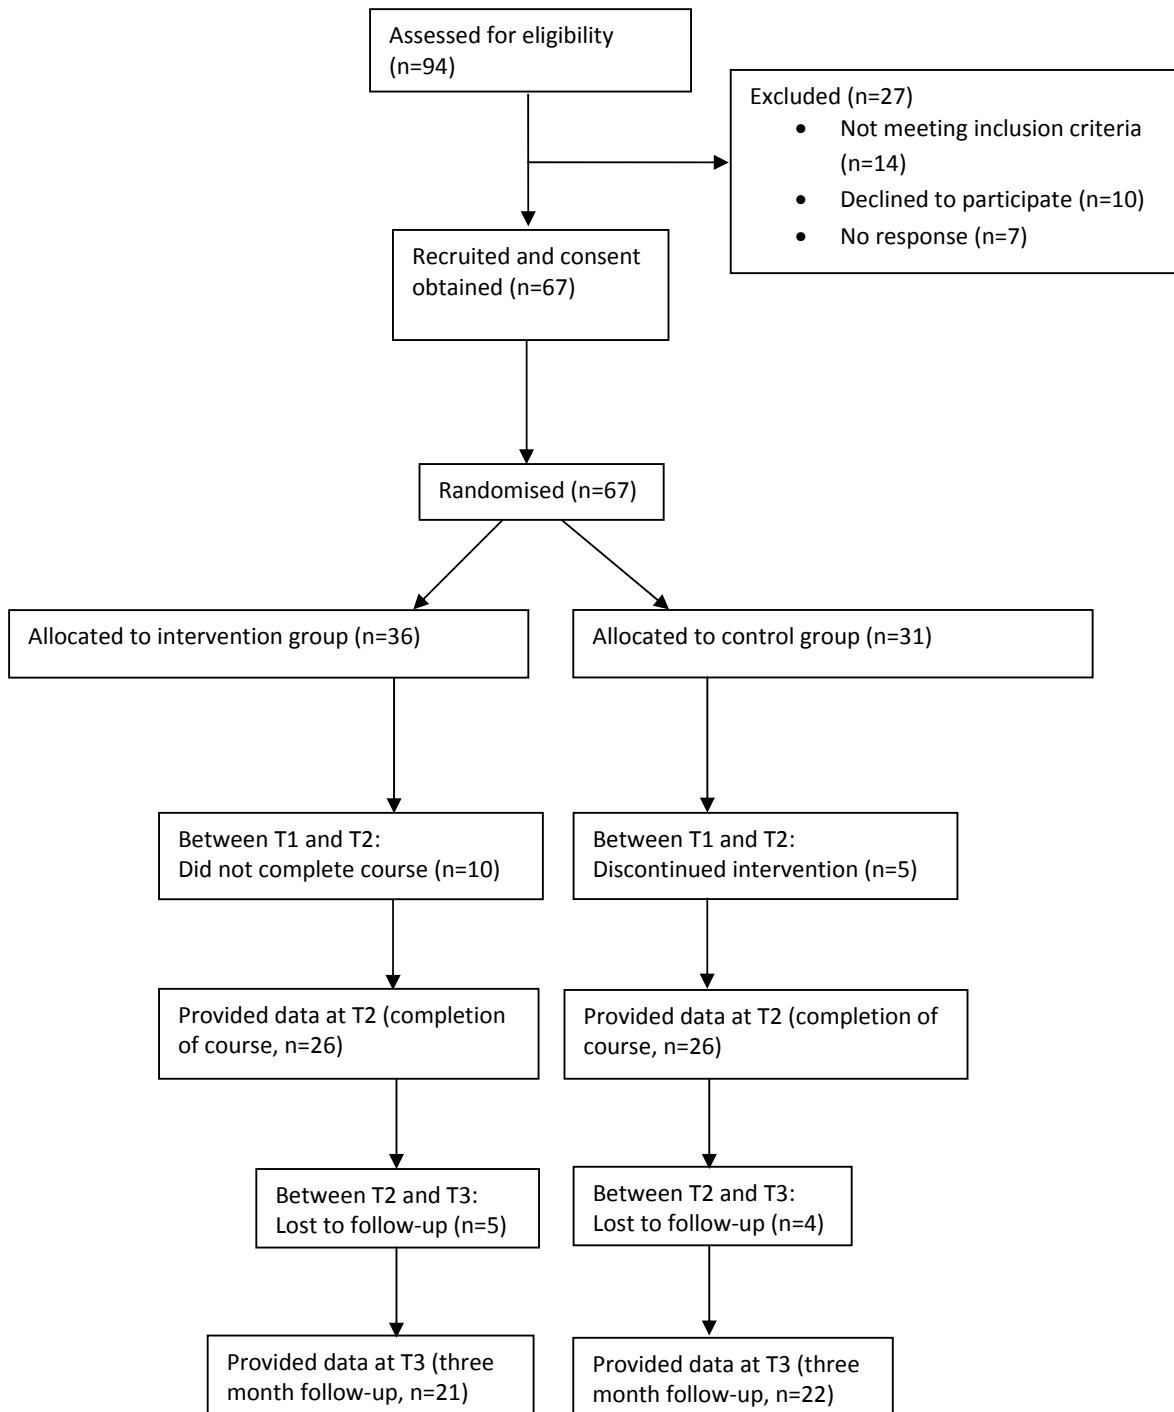 Assessed for eligibility
(n=94)
Excluded (n=27)
• Not meeting inclusion criteria
(n=14)
• Declined to participate (n=10)
• No response (n=7)
Recruited and consent
obtained (n=67)
Randomised (n=67)
Allocated to intervention group (n=36)
Allocated to control group (n=31)
Between T1 and T2:
Did not complete course (n=10)
Between T1 and T2:
Discontinued intervention (n=5)
Provided data at T2 (completion
of course, n=26)
Provided data at T2 (completion of
course, n=26)
Between T2 and T3:
Lost to follow-up (n=5)
Between T2 and T3:
Lost to follow-up (n=4)
Provided data at T3 (three
month follow-up, n=21)
Provided data at T3 (three
month follow-up, n=22)